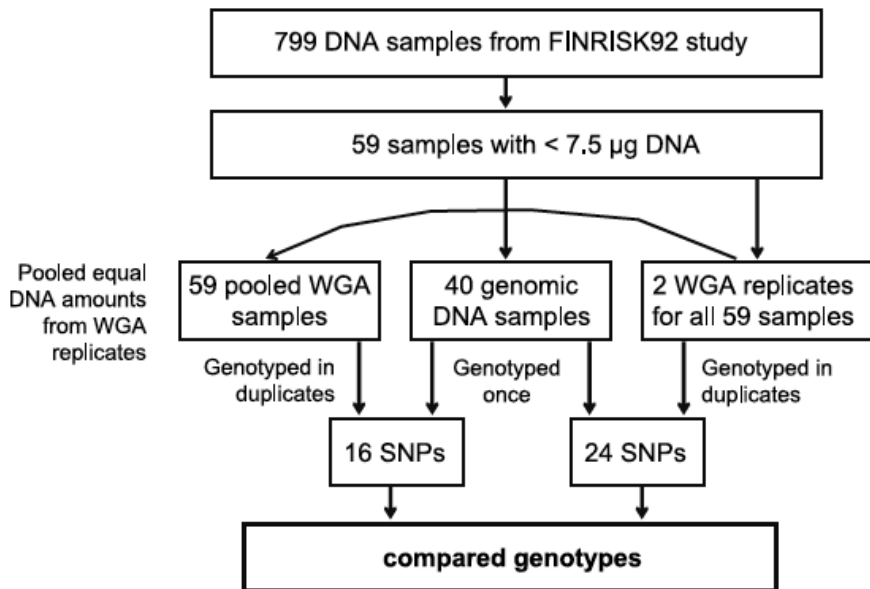 799 DNA samples from FINRISK92 study
59 samples with < 7.5 µg DNA
Pooled equal
DNA amounts
from WGA
replicates
59 pooled WGA
samples
40 genomic
DNA samples
2 WGA replicates
for all 59 samples
Genotyped in
duplicates
Genotyped
once
Genotyped in
duplicates
16 SNPs
24 SNPs
compared genotypes